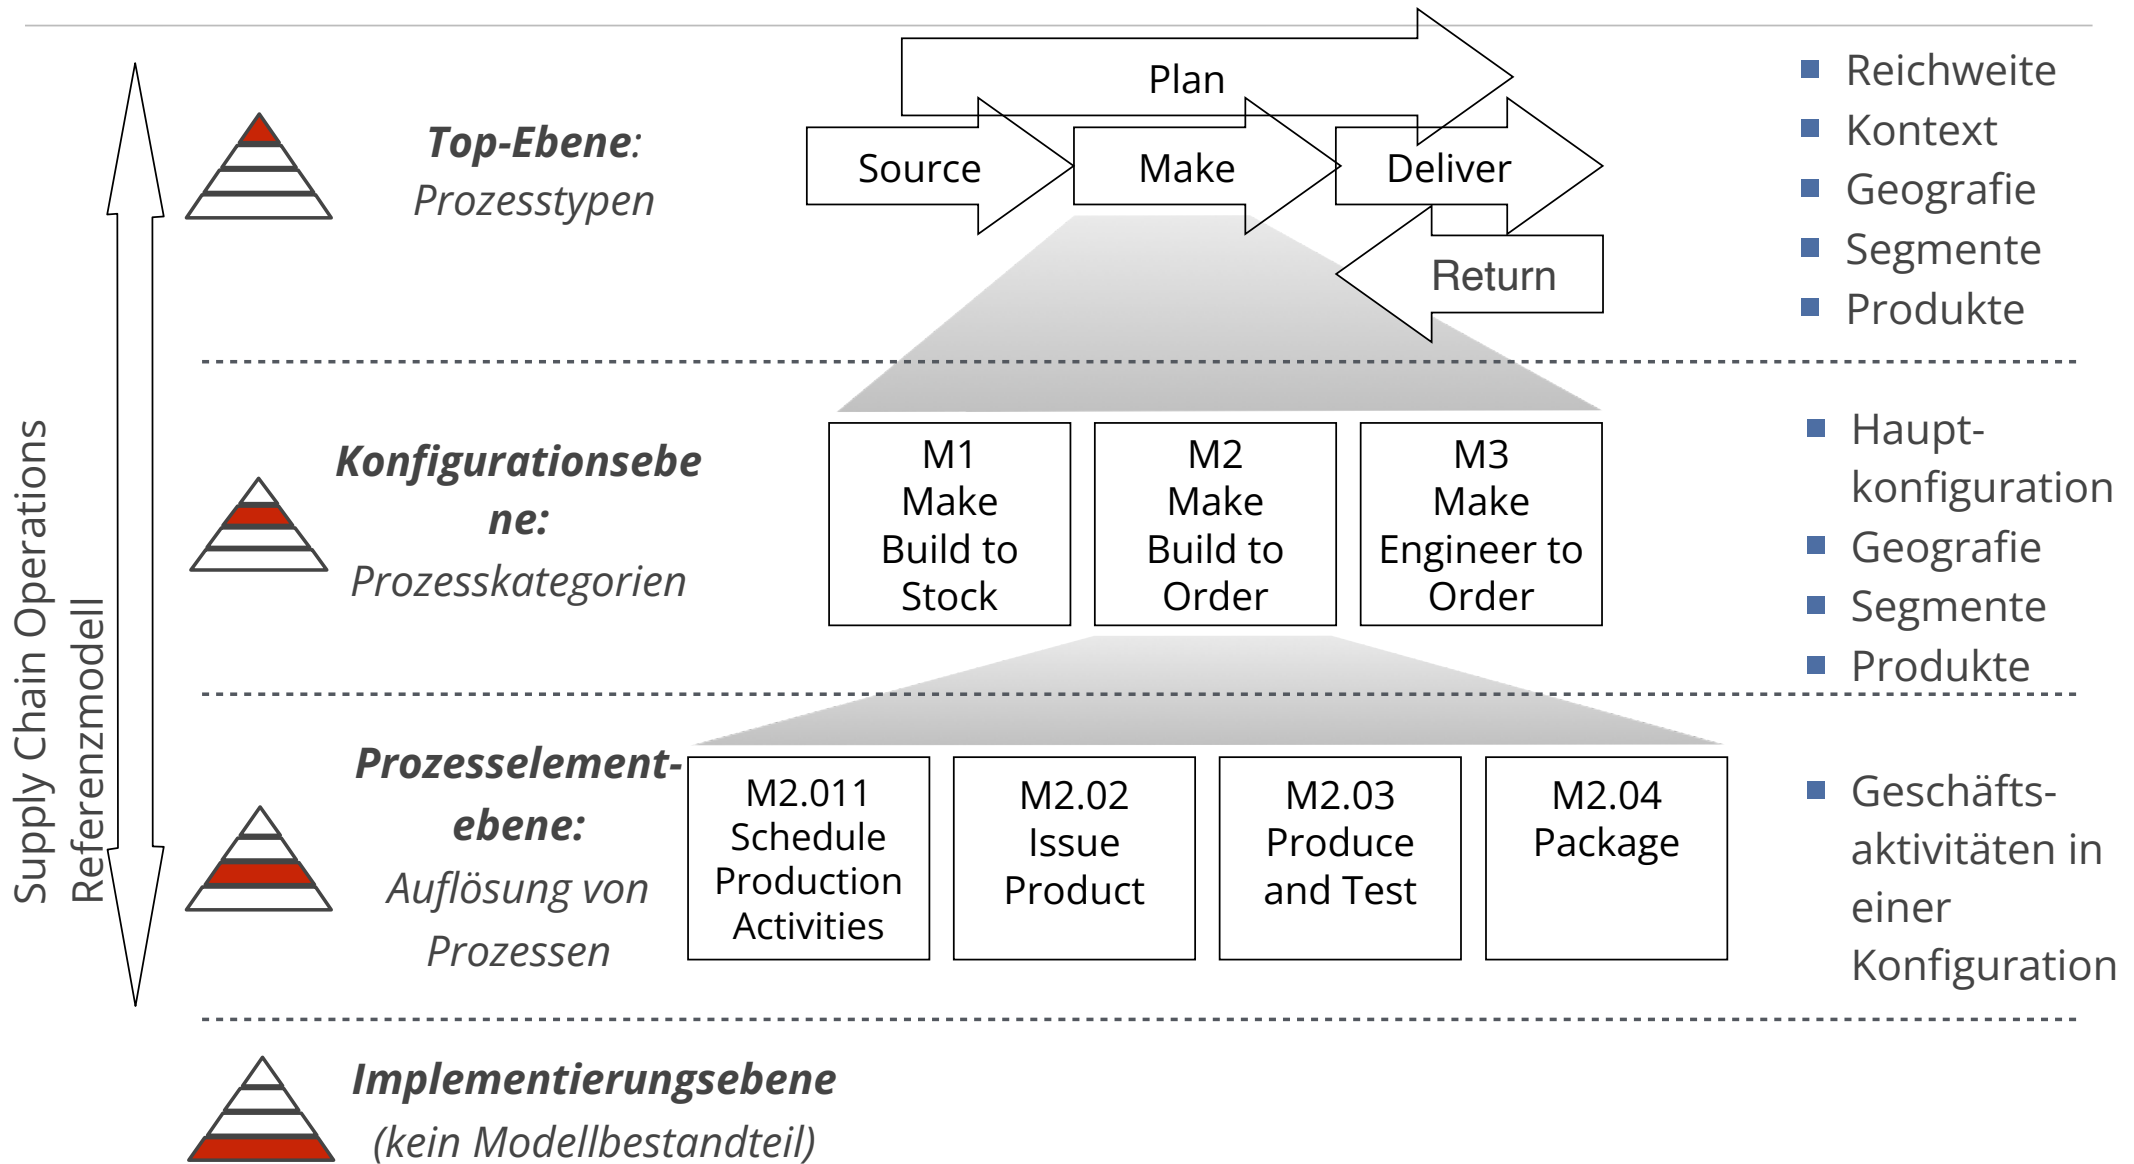 Supply Chain Operations
Referenzmodell
Top-Ebene:
Prozesstypen
Plan
Source
Make
Deliver
Return
Reichweite
Kontext
Geografie
Segmente
Produkte
Konfigurationsebe
ne:
Prozesskategorien
M1
Make
Build to
Stock
M2
Make
Build to
Order
M3
Make
Engineer to
Order
Haupt-
konfiguration
Geografie
Segmente
Produkte
Prozesselement-
ebene:
Auflösung von
Prozessen
M2.011
Schedule
Production
Activities
M2.02
Issue
Product
M2.03
Produce
and Test
M2.04
Package
Geschäfts-
aktivitäten in
einer
Konfiguration
Implementierungsebene
(kein Modellbestandteil)